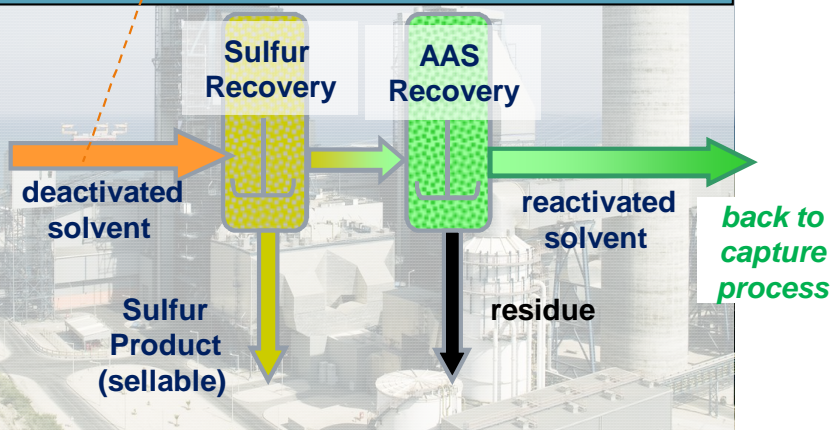 Sulfur
Recovery
AAS
Recovery
deactivated
solvent
reactivated
solvent
back to
capture
process
Sulfur
Product
(sellable)
residue